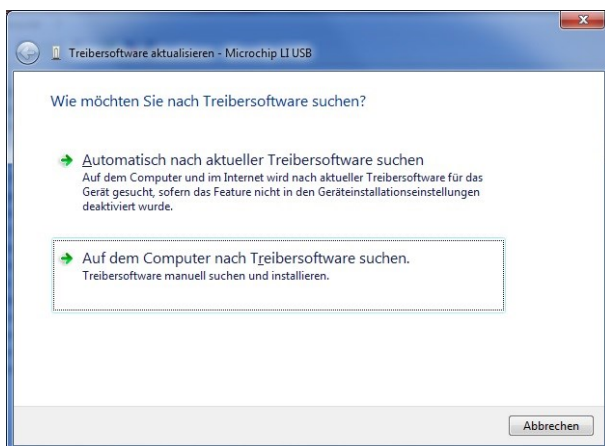 Treibersoftware aktualisieren - Microchip LI USB
Wie möchten Sie nach Treibersoftware suchen?
Automatisch nach aktueller Treibersoftware suchen
Auf dem Computer und im Internet wird nach aktueller Treibersoftware für das
Gerät gesucht, sofern das Feature nicht in den Geräteinstallationseinstellungen
deaktiviert wurde.
Auf dem Computer nach Treibersoftware suchen.
Treibersoftware manuell suchen und installieren.
Abbrechen